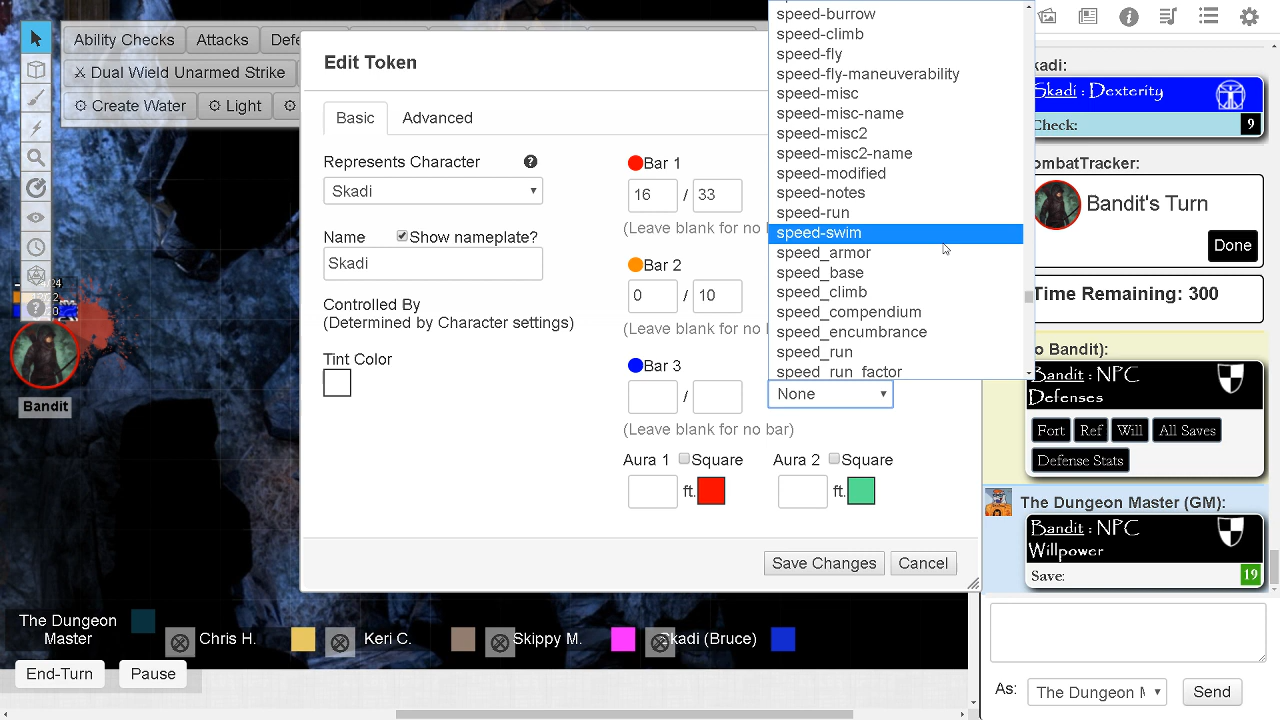 Ability Checks
Attacks
Defe
Dual Wield Unarmed Strike
Create Water
Light
Edit Token
Basic
Advanced
Represents Character
Skadi
Name
Show nameplate?
Skadi
Controlled By
(Determined by Character settings)
Tint Color
Bar 1
16 / 33
(Leave blank for no b
Bar 2
0 / 10
(Leave blank for no b
Bar 3
/
(Leave blank for no bar)
Aura 1
Square
Aura 2
Square
ft.
ft.
Save Changes
Cancel
speed-burrow
speed-climb
speed-fly
speed-fly-maneuverability
speed-misc
speed-misc-name
speed-misc2
speed-misc2-name
speed-modified
speed-notes
speed-run
speed-swim
speed_armor
speed_base
speed_climb
speed_compendium
speed_encumbrance
speed_run
speed_run_factor
None
kadi:
Skadi : Dexterity
Check:
9
ombatTracker:
Bandit's Turn
Done
Time Remaining: 300
o Bandit):
Bandit : NPC
Defenses
Fort
Ref
Will
All Saves
Defense Stats
The Dungeon Master (GM):
Bandit : NPC
Willpower
Save:
19
Bandit
The Dungeon
Master
Chris H.
Keri C.
Skippy M.
Skadi (Bruce)
End-Turn
Pause
As:
The Dungeon M
Send